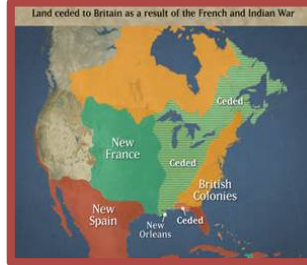 Land ceded to Britain as a result of the French and Indian War
Ceded
New
France
Ceded
British
Colonies
New
Spain
New
Orleans
Ceded